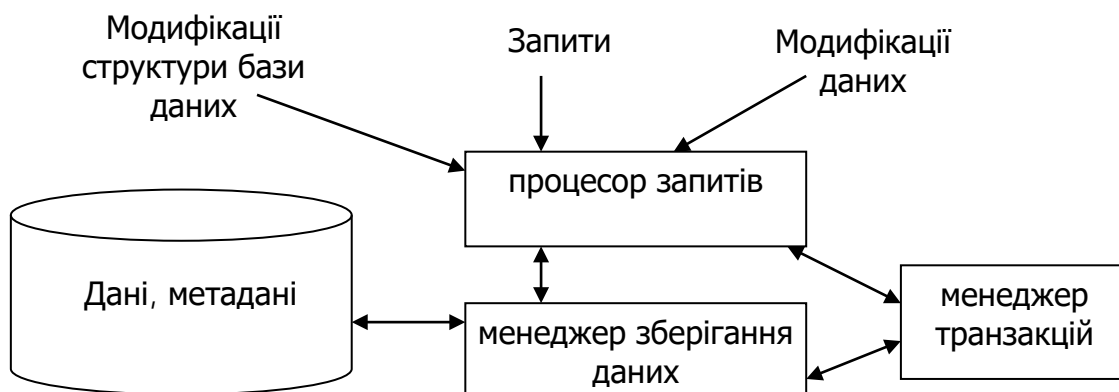 Модифікації
структури бази
даних
Запити
Модифікації
даних
процесор запитів
Дані, метадані
менеджер зберігання
даних
менеджер
транзакцій